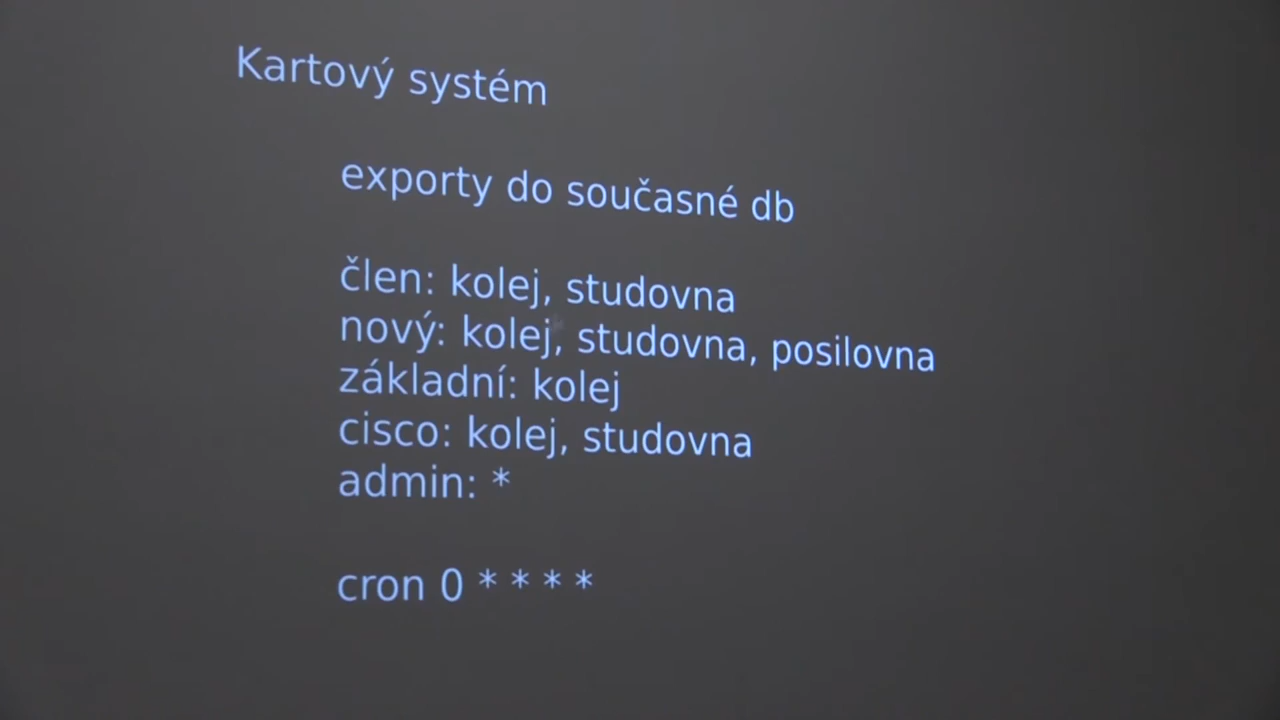 Kartový systém
exporty do současné db
člen: kolej, studovna
nový: kolej, studovna, posilovna
základní: kolej
cisco: kolej, studovna
admin: *
cron 0 * * * *